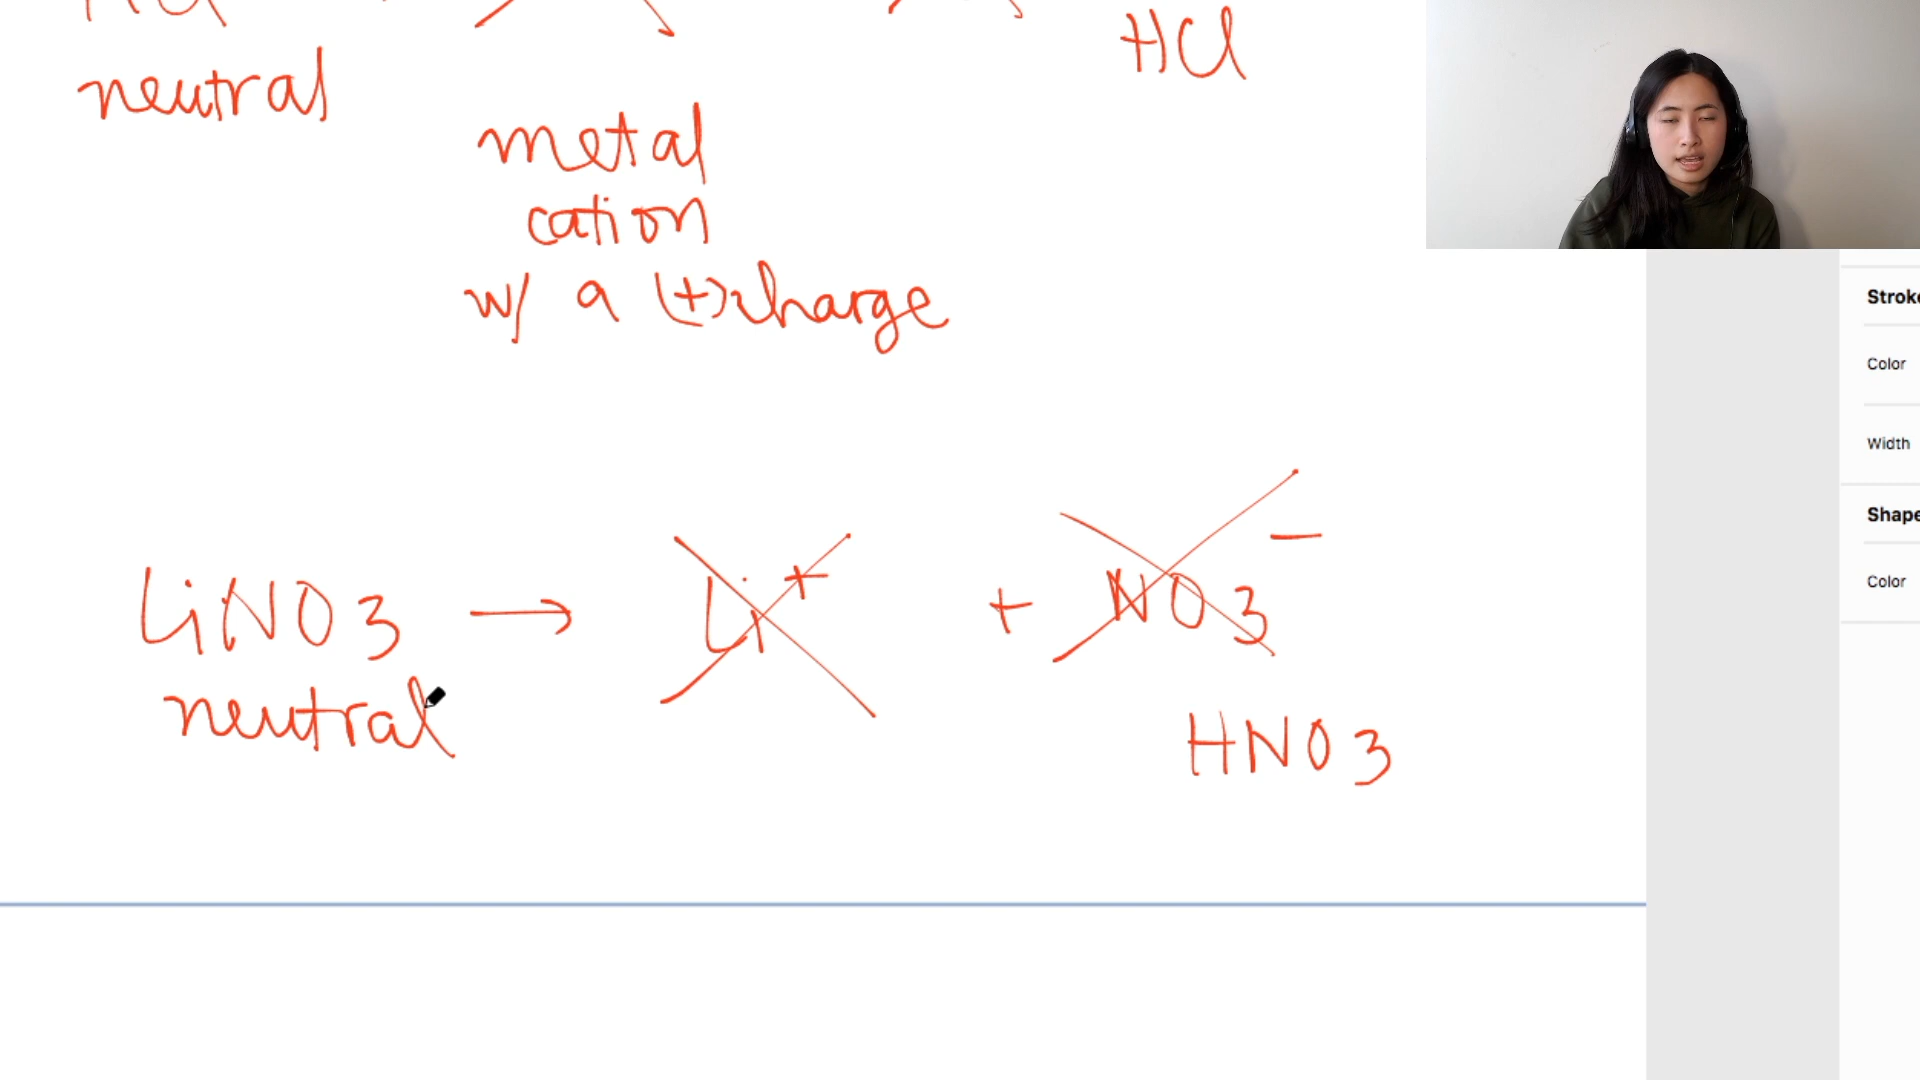 neutral
HCl
metal
cation
w/ a (+) charge
LiNO3 → Li+ + NO3−
neutral
HNO3
Stroke
Color
Width
Shape
Color